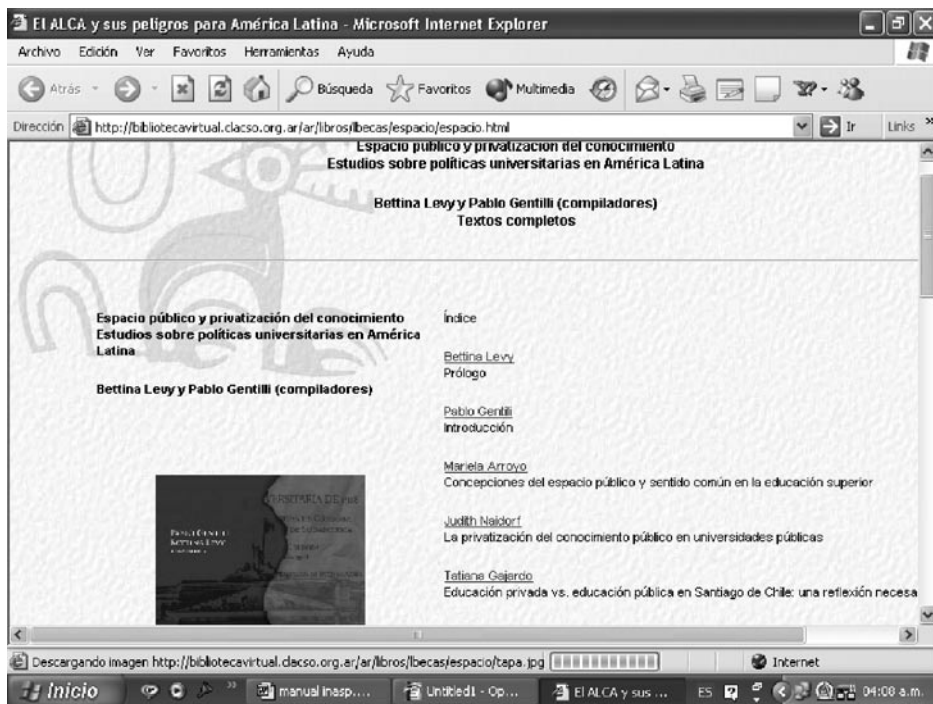 El ALCA y sus peligros para América Latina - Microsoft Internet Explorer
Archivo Edición Ver Favoritos Herramientas Ayuda
Atrás Búsqueda Favoritos Multimedia
Dirección http://bibliotecavirtual.clacso.org.ar/ar/libros/lbecas/espacio/espacio.html Ir Links »
Espacio público y privatización del conocimiento
Estudios sobre políticas universitarias en América Latina
Bettina Levy y Pablo Gentilli (compiladores)
Textos completos
Espacio público y privatización del conocimiento
Estudios sobre políticas universitarias en América
Latina
Bettina Levy y Pablo Gentilli (compiladores)
Índice
Bettina Levy
Prólogo
Pablo Gentili
Introducción
Mariela Arroyo
Concepciones del espacio público y sentido común en la educación superior
Judith Naidorf
La privatización del conocimiento público en universidades públicas
Tatiana Gajardo
Educación privada vs. educación pública en Santiago de Chile: una reflexión necesa
Pablo Gentili
Bettina Levy
Descargando imagen http://bibliotecavirtual.clacso.org.ar/ar/libros/lbecas/espacio/tapa.jpg Internet
Inicio » manual inasp.... Untitled1 - Op... El ALCA y sus ... ES 04:08 a.m.